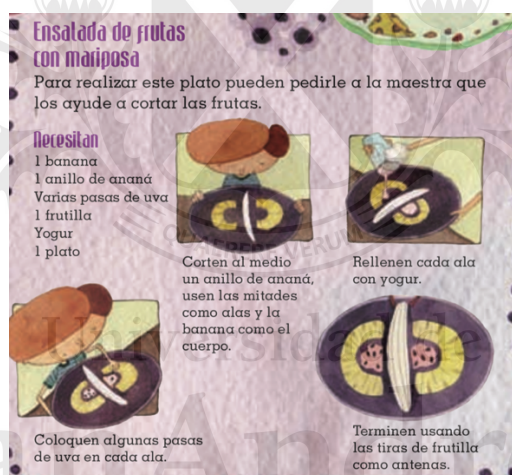 Ensalada de frutas
con mariposa
Para realizar este plato pueden pedirle a la maestra que
los ayude a cortar las frutas.
Necesitan
1 banana
1 anillo de ananá
Varias pasas de uva
1 frutilla
Yogur
1 plato
Corten al medio
un anillo de ananá,
usen las mitades
como alas y la
banana como el
cuerpo.
Rellenen cada ala
con yogur.
Coloquen algunas pasas
de uva en cada ala.
Terminen usando
las tiras de frutilla
como antenas.
Universidad de